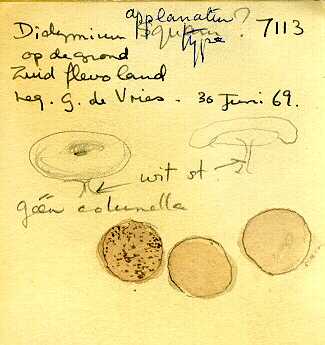 applanatum?
Didymium 7113
type
op de grond
Zuid flevoland
leg. G. de Vries - 30 Juni 69.
wit st.
géén columella